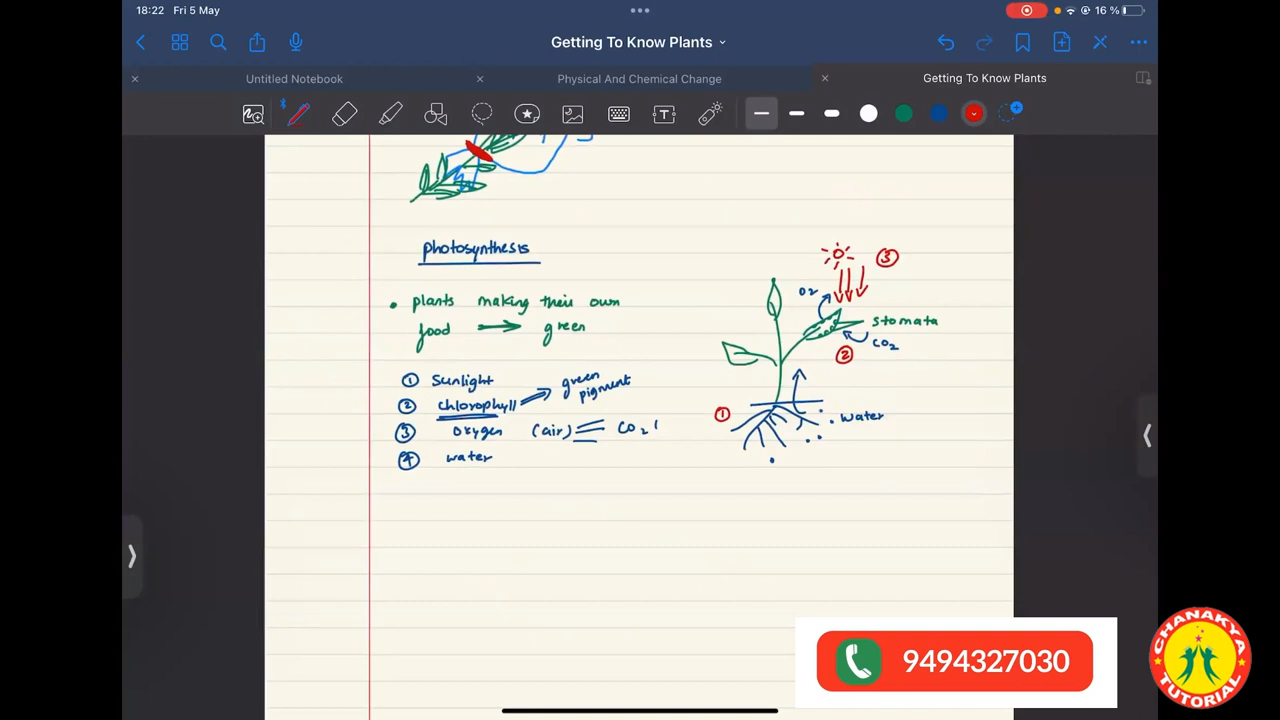 18:22 Fri 5 May
16 %
Getting To Know Plants
Untitled Notebook
Physical And Chemical Change
Getting To Know Plants
photosynthesis
• plants making their own
food → green
① Sunlight
② chlorophyll
green
pigment
③ oxygen (air) CO2
④ water
③
O2
stomata
CO2
②
①
water
9494327030
CHANAKYA
TUTORIAL